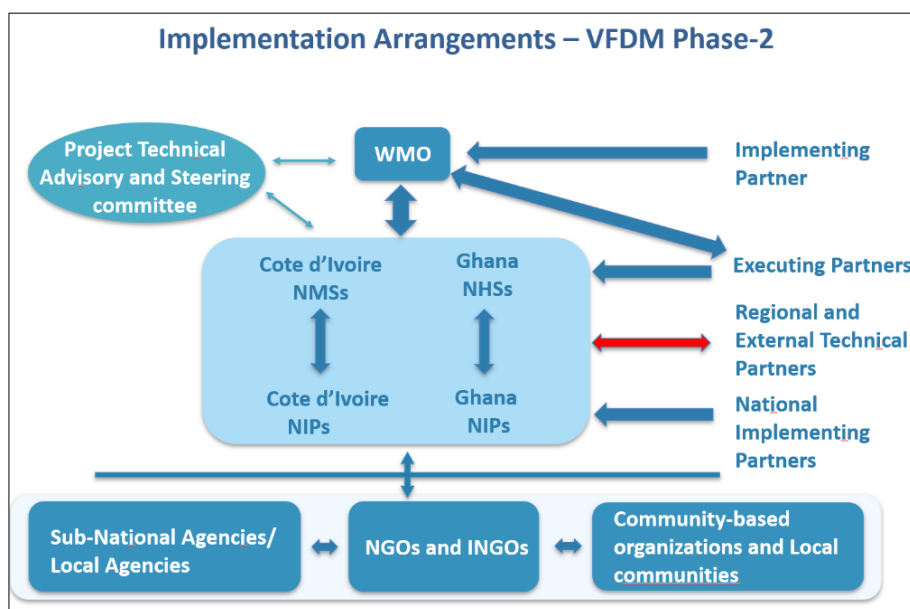 Implementation Arrangements – VFDM Phase-2
Project Technical
Advisory and Steering
committee
WMO
Implementing
Partner
Cote d’Ivoire
NMSs
Ghana
NHSs
Executing Partners
Regional and
External Technical
Partners
Cote d’Ivoire
NIPs
Ghana
NIPs
National
Implementing
Partners
Sub-National Agencies/
Local Agencies
NGOs and INGOs
Community-based
organizations and Local
communities